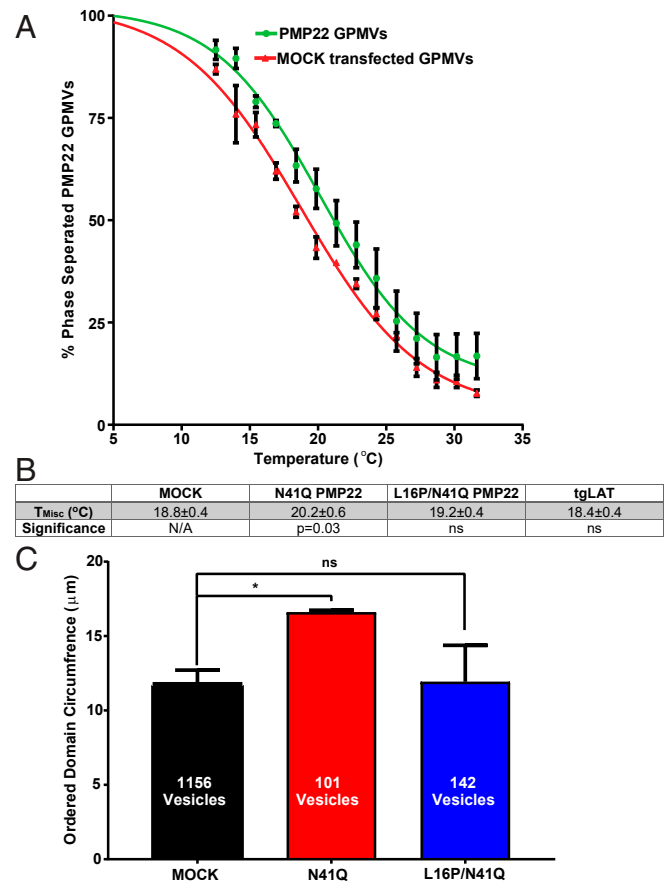 A
100
75
50
25
0
% Phase Seperated PMP22 GPMVs
PMP22 GPMVs
MOCK transfected GPMVs
5 10 15 20 25 30 35
Temperature (°C)
B
MOCK N41Q PMP22 L16P/N41Q PMP22 tgLAT
TMisc (°C) 18.8±0.4 20.2±0.6 19.2±0.4 18.4±0.4
Significance N/A p=0.03 ns ns
C
20
15
10
5
0
Ordered Domain Circumfrence (μm)
ns
*
1156
Vesicles
101
Vesicles
142
Vesicles
MOCK N41Q L16P/N41Q